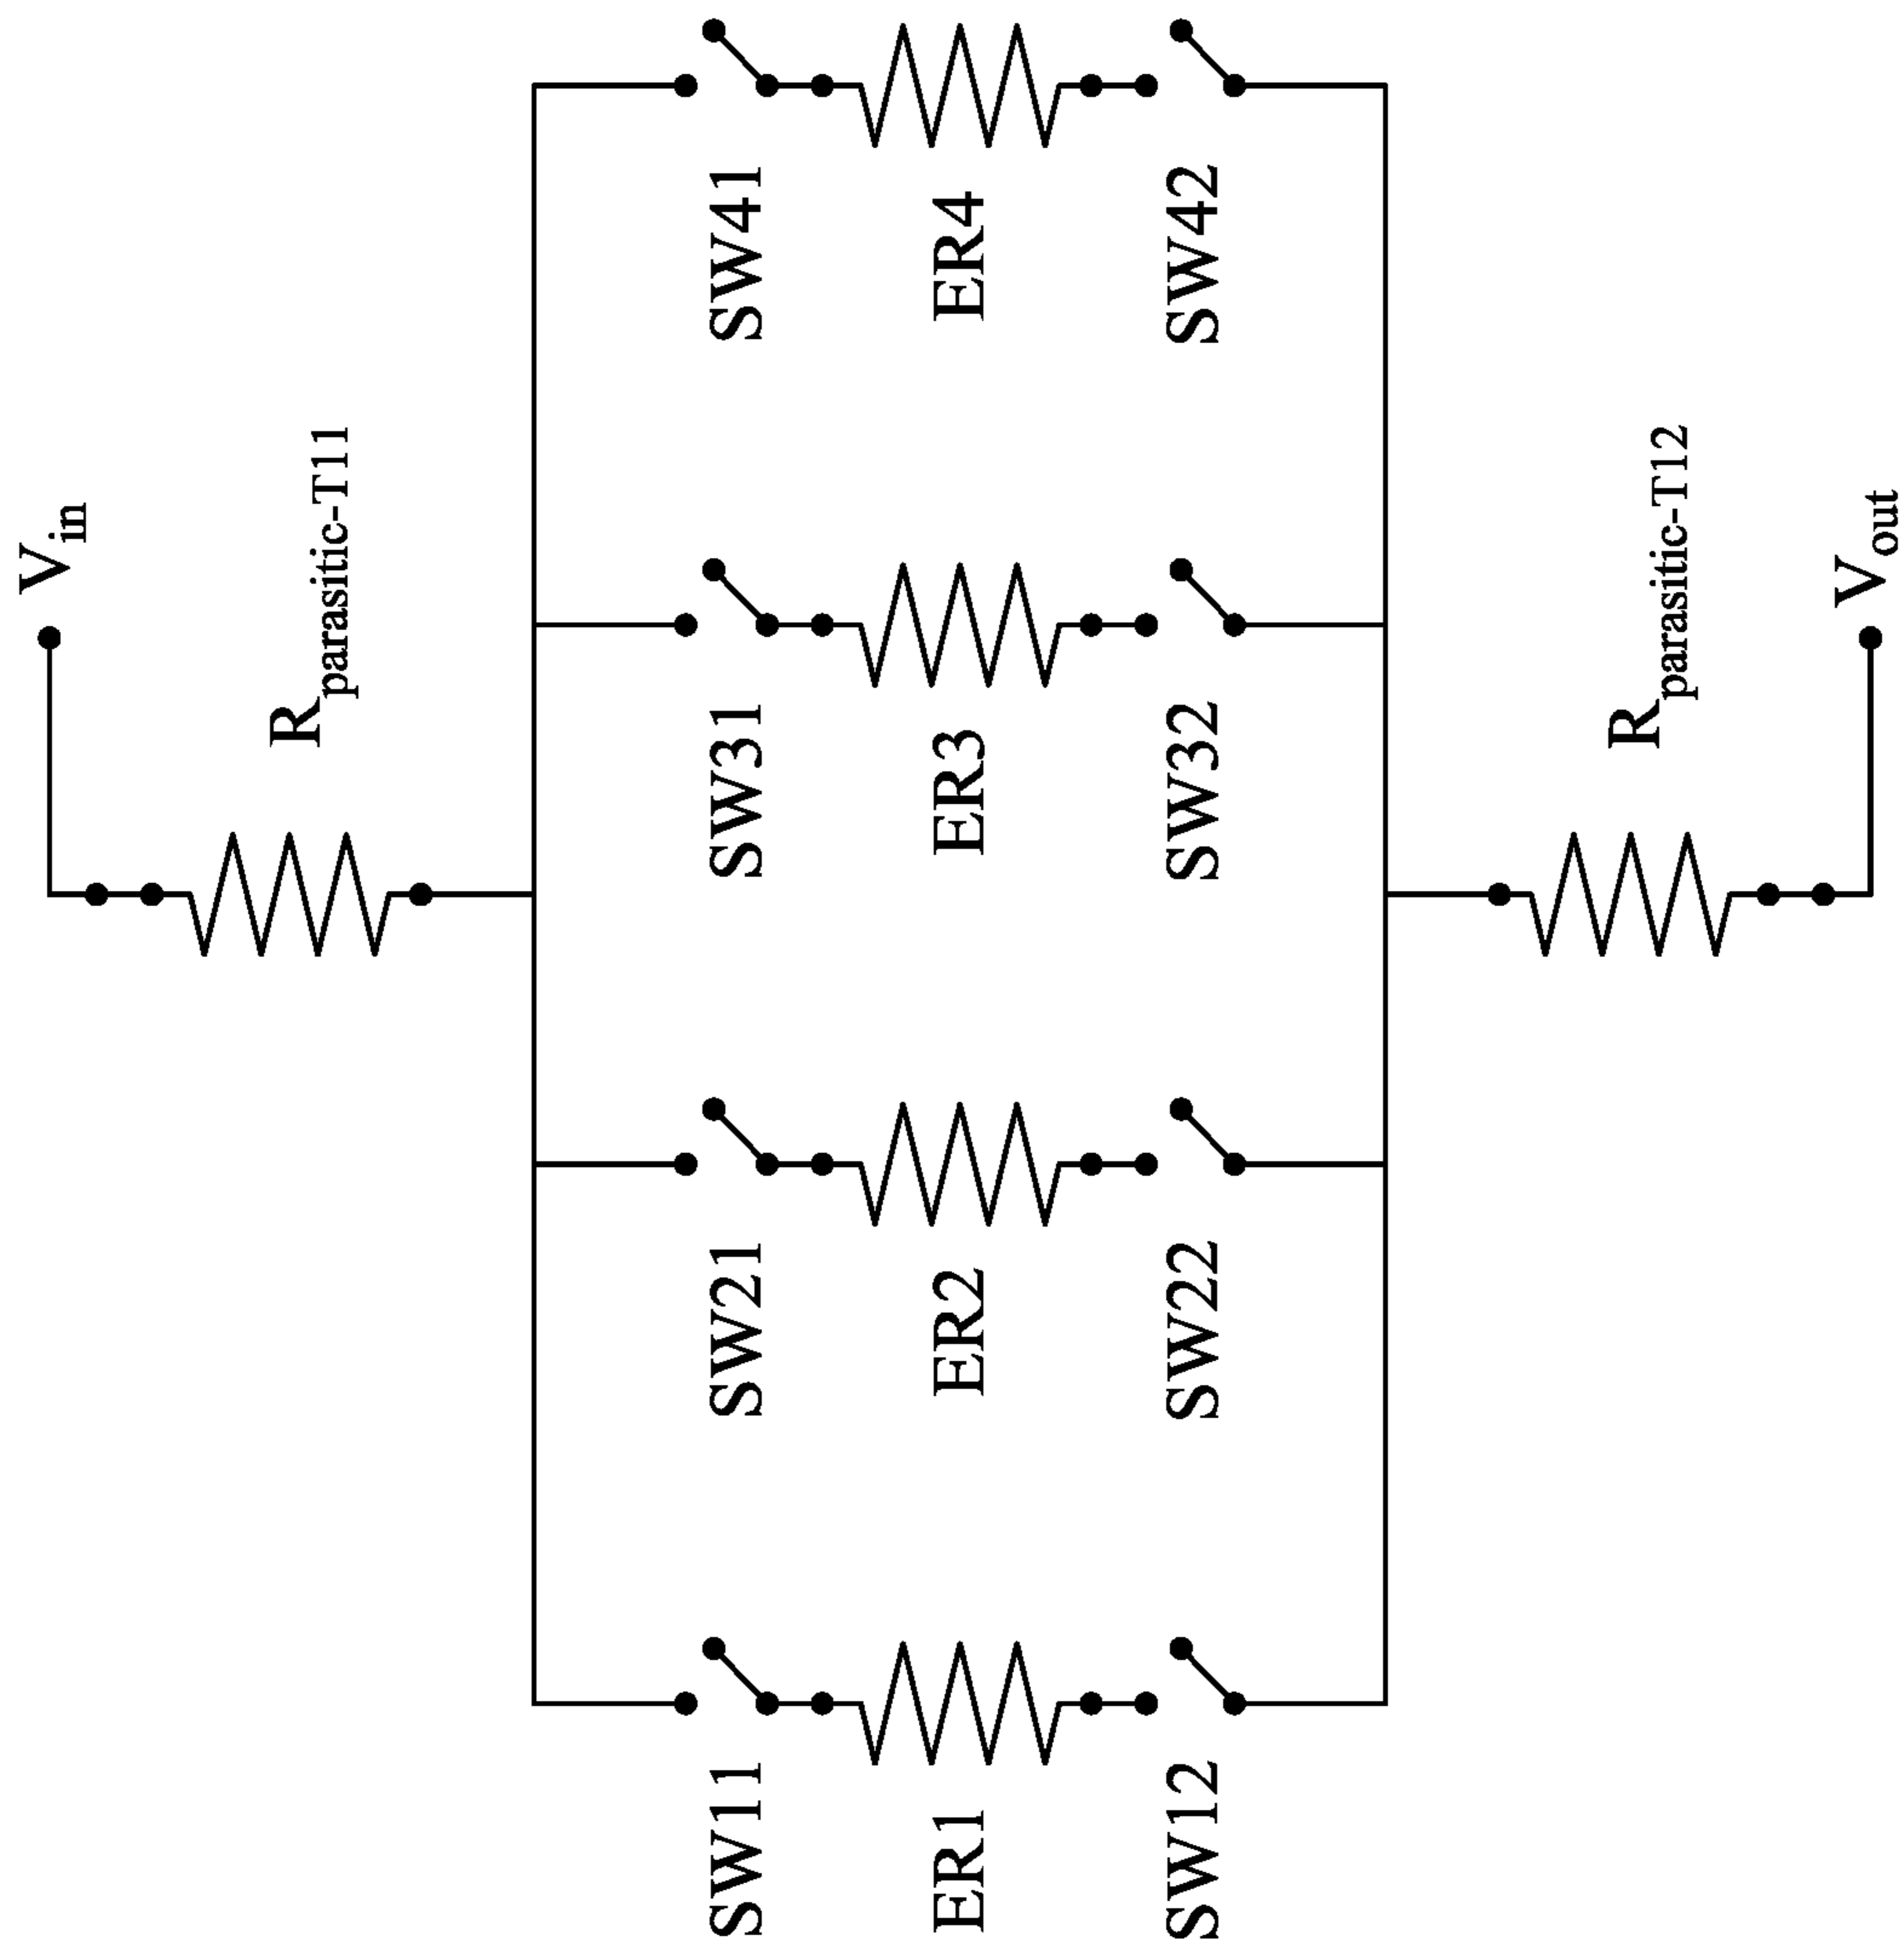 V_in
R_parasitic-T11
SW11
SW21
SW31
SW41
ER1
ER2
ER3
ER4
SW12
SW22
SW32
SW42
R_parasitic-T12
V_out